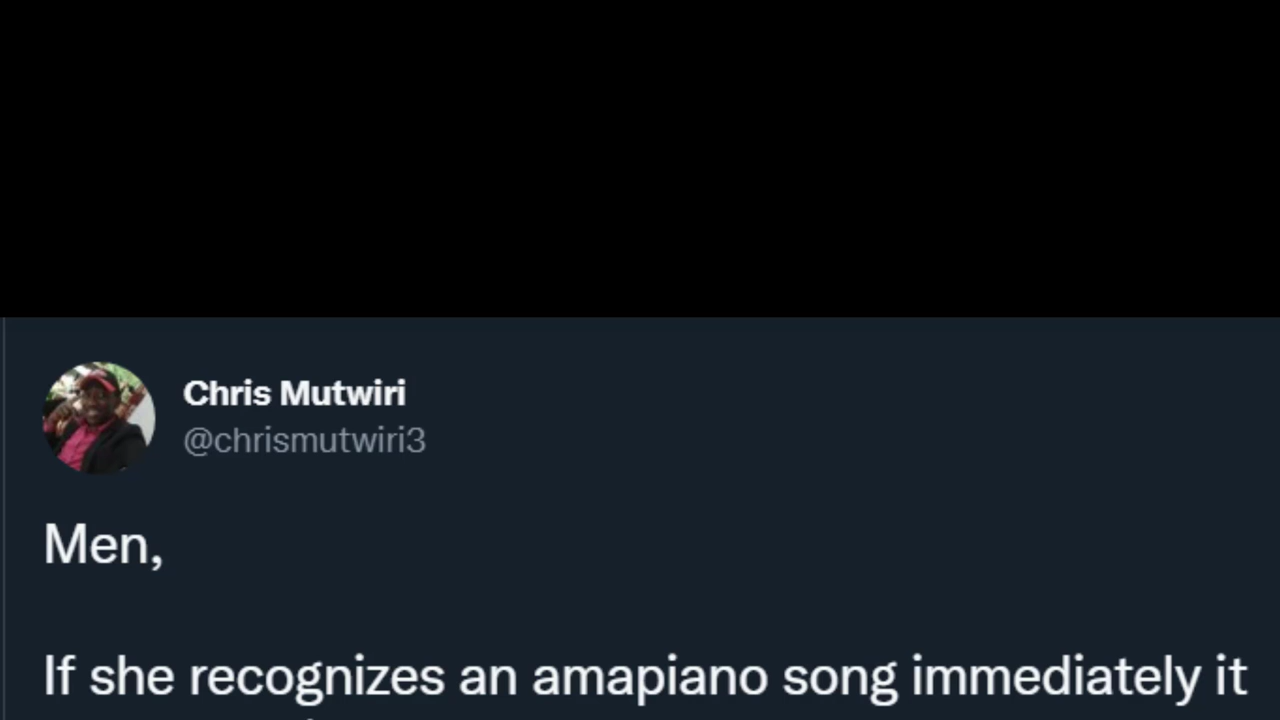 Chris Mutwiri
@chrismutwiri3
Men,
If she recognizes an amapiano song immediately it